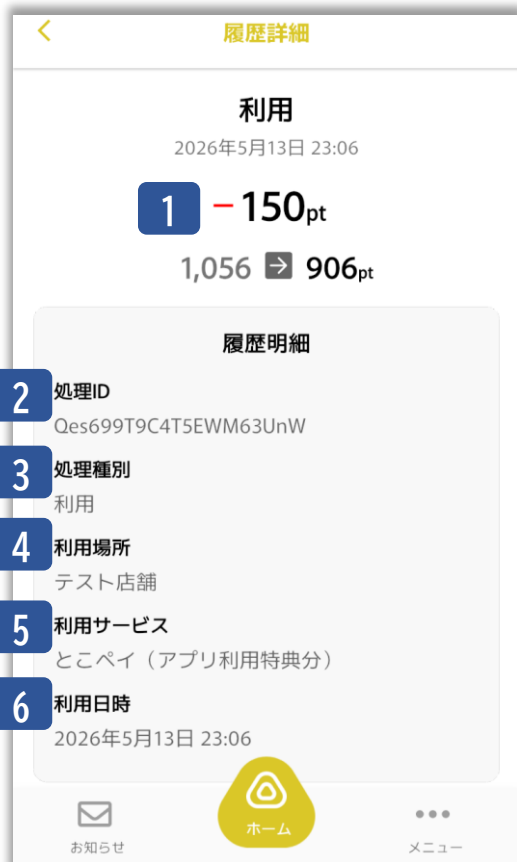 履歴詳細
利用
2026年5月13日 23:06
1 −150pt
1,056 → 906pt
履歴明細
2 処理ID
Qes699T9C4T5EWM63UnW
3 処理種別
利用
4 利用場所
テスト店舗
5 利用サービス
とこペイ（アプリ利用特典分）
6 利用日時
2026年5月13日 23:06
お知らせ ホーム メニュー